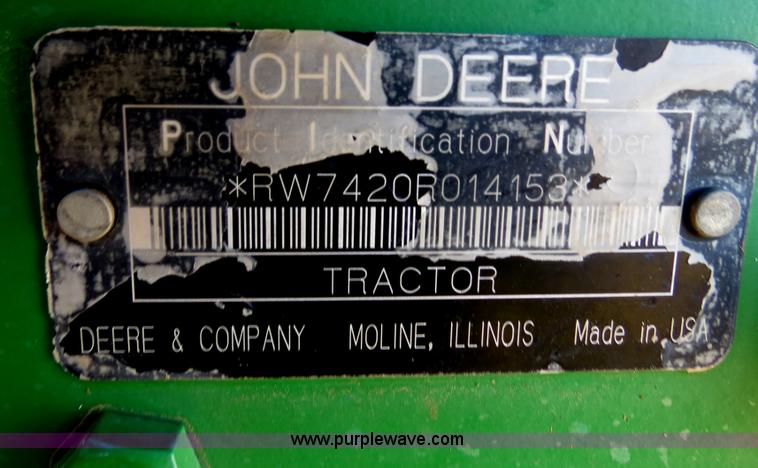 JOHN DEERE
Product Identification Number
*RW7420R014153*
TRACTOR
DEERE & COMPANY MOLINE, ILLINOIS Made in USA
www.purplewave.com